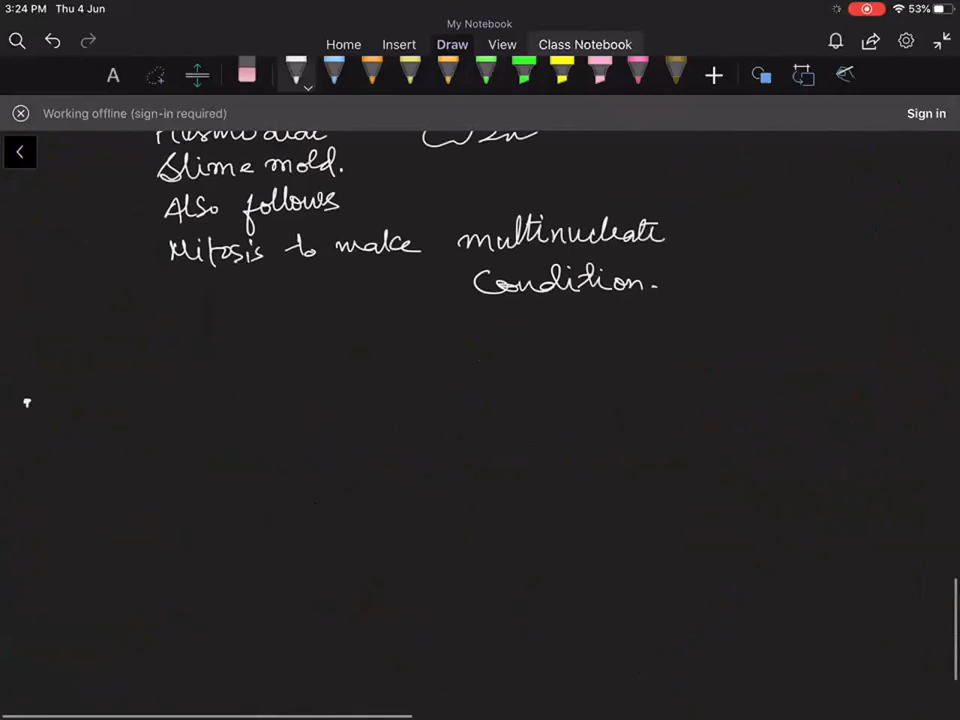 3:24 PM Thu 4 Jun
53%
My Notebook
Home Insert Draw View Class Notebook
A
Working offline (sign-in required) Sign in
2n
Slime mold.
Also follows
Mitosis to make multinucleate
Condition.